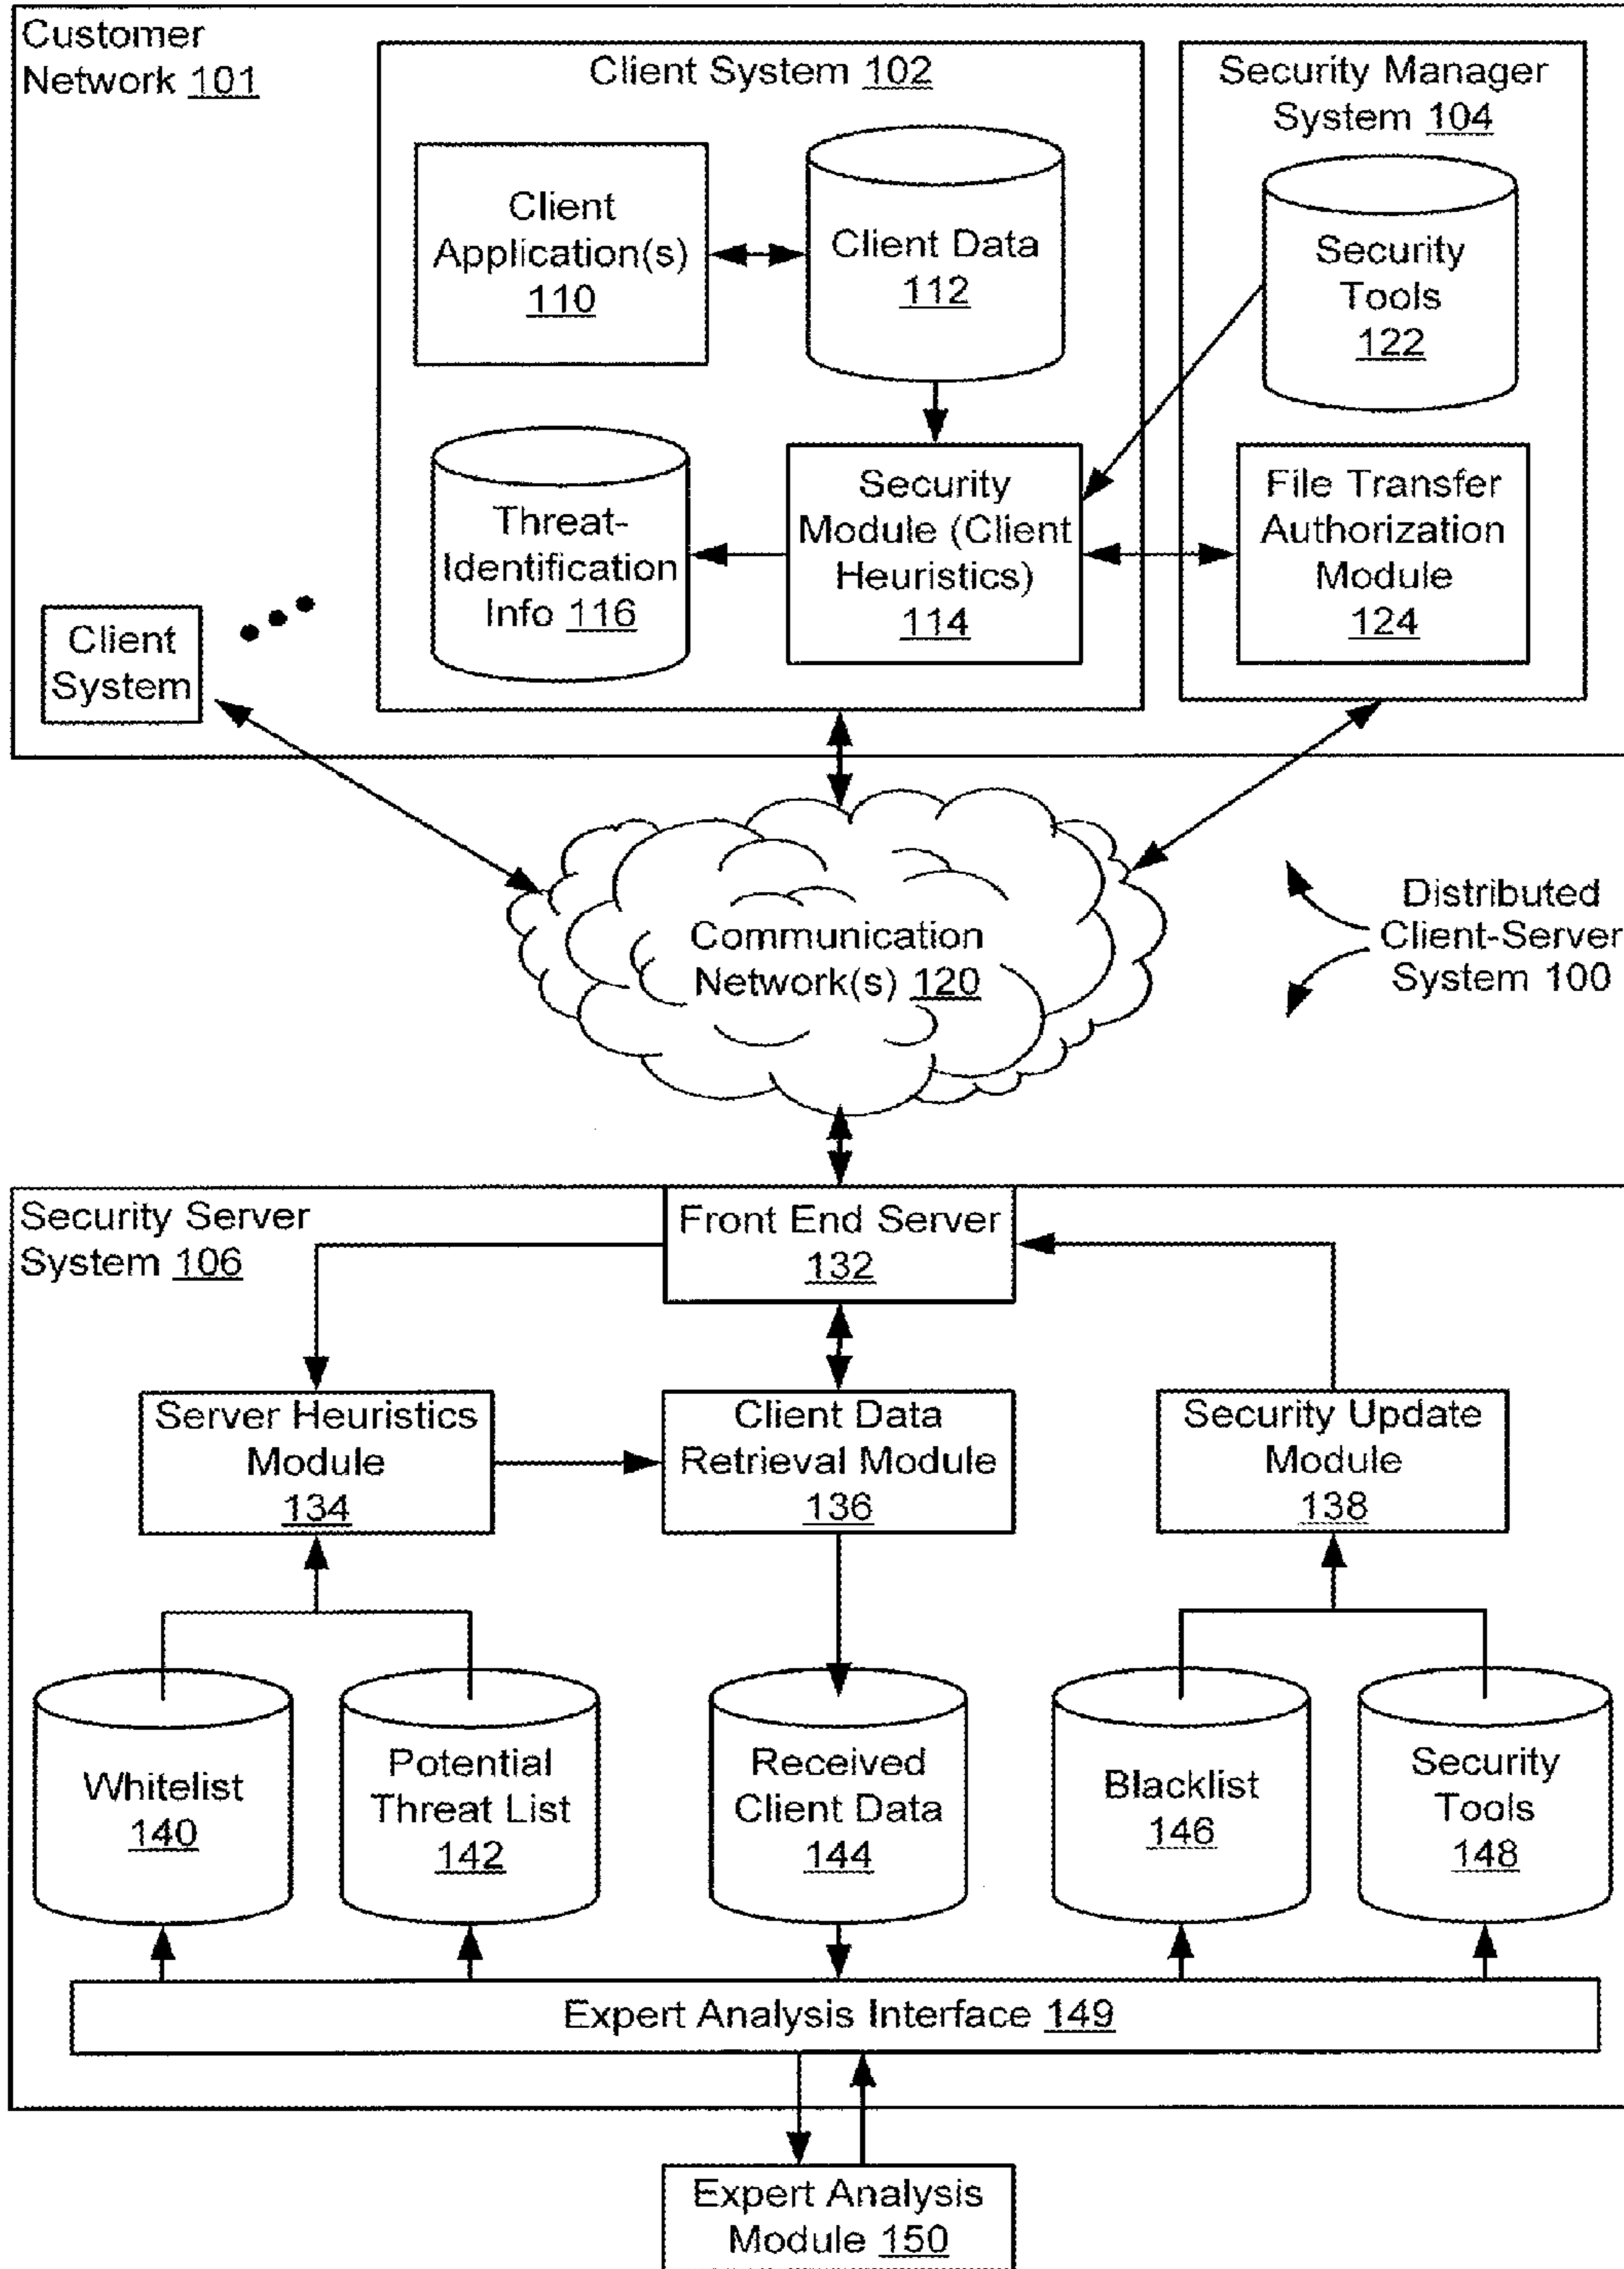 Customer
Network 101
Client System 102
Security Manager
System 104
Client
Application(s)
110
Client Data
112
Security
Tools
122
Threat-
Identification
Info 116
Security
Module (Client
Heuristics)
114
File Transfer
Authorization
Module
124
Client
System
Communication
Network(s) 120
Distributed
Client-Server
System 100
Security Server
System 106
Front End Server
132
Server Heuristics
Module
134
Client Data
Retrieval Module
136
Security Update
Module
138
Whitelist
140
Potential
Threat List
142
Received
Client Data
144
Blacklist
146
Security
Tools
148
Expert Analysis Interface 149
Expert Analysis
Module 150